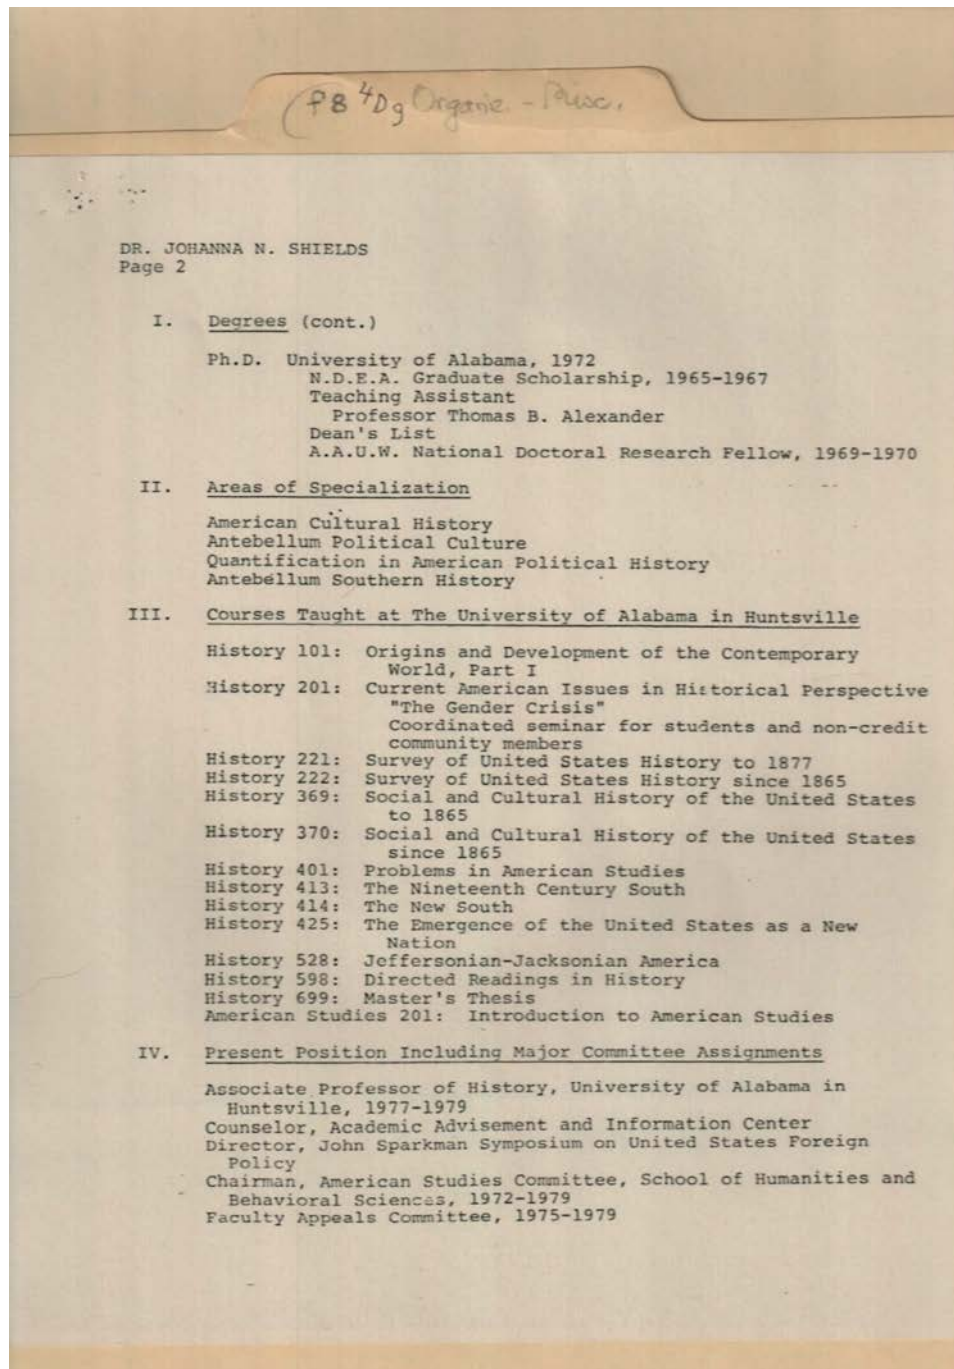 P8 4Dg Organiz. - Misc.
DR. JOHANNA N. SHIELDS
Page 2
I. Degrees (cont.)
Ph.D. University of Alabama, 1972
N.D.E.A. Graduate Scholarship, 1965-1967
Teaching Assistant
Professor Thomas B. Alexander
Dean's List
A.A.U.W. National Doctoral Research Fellow, 1969-1970
II. Areas of Specialization
American Cultural History
Antebellum Political Culture
Quantification in American Political History
Antebellum Southern History
III. Courses Taught at The University of Alabama in Huntsville
History 101: Origins and Development of the Contemporary
World, Part I
History 201: Current American Issues in Historical Perspective
"The Gender Crisis"
Coordinated seminar for students and non-credit
community members
History 221: Survey of United States History to 1877
History 222: Survey of United States History since 1865
History 369: Social and Cultural History of the United States
to 1865
History 370: Social and Cultural History of the United States
since 1865
History 401: Problems in American Studies
History 413: The Nineteenth Century South
History 414: The New South
History 425: The Emergence of the United States as a New
Nation
History 528: Jeffersonian-Jacksonian America
History 598: Directed Readings in History
History 699: Master's Thesis
American Studies 201: Introduction to American Studies
IV. Present Position Including Major Committee Assignments
Associate Professor of History, University of Alabama in
Huntsville, 1977-1979
Counselor, Academic Advisement and Information Center
Director, John Sparkman Symposium on United States Foreign
Policy
Chairman, American Studies Committee, School of Humanities and
Behavioral Sciences, 1972-1979
Faculty Appeals Committee, 1975-1979